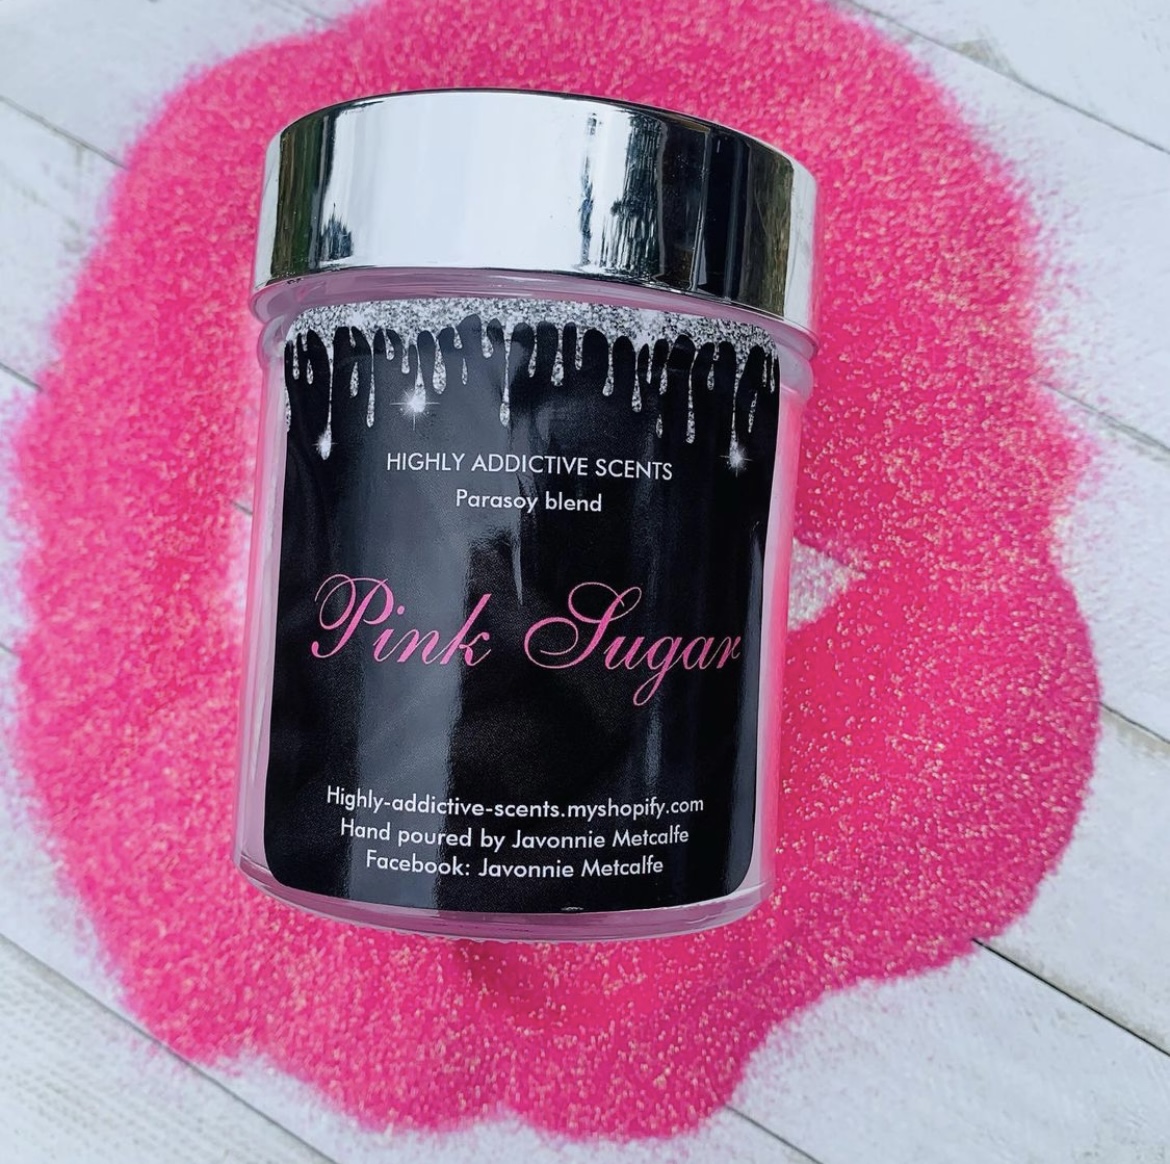 HIGHLY ADDICTIVE SCENTS
Parasoy blend
Pink Sugar
Highly-addictive-scents.myshopify.com
Hand poured by Javonnie Metcalfe
Facebook: Javonnie Metcalfe